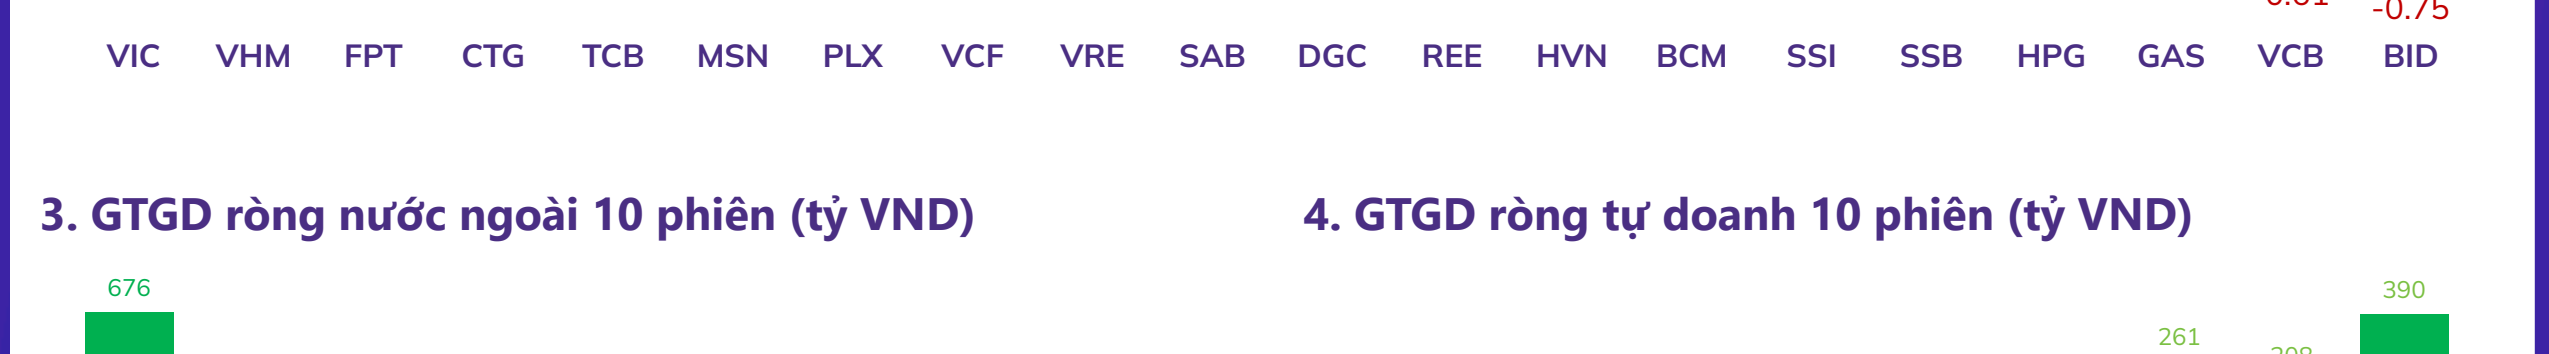 -0.75
VIC VHM FPT CTG TCB MSN PLX VCF VRE SAB DGC REE HVN BCM SSI SSB HPG GAS VCB BID
3. GTGD ròng nước ngoài 10 phiên (tỷ VND)
4. GTGD ròng tự doanh 10 phiên (tỷ VND)
676
390
261